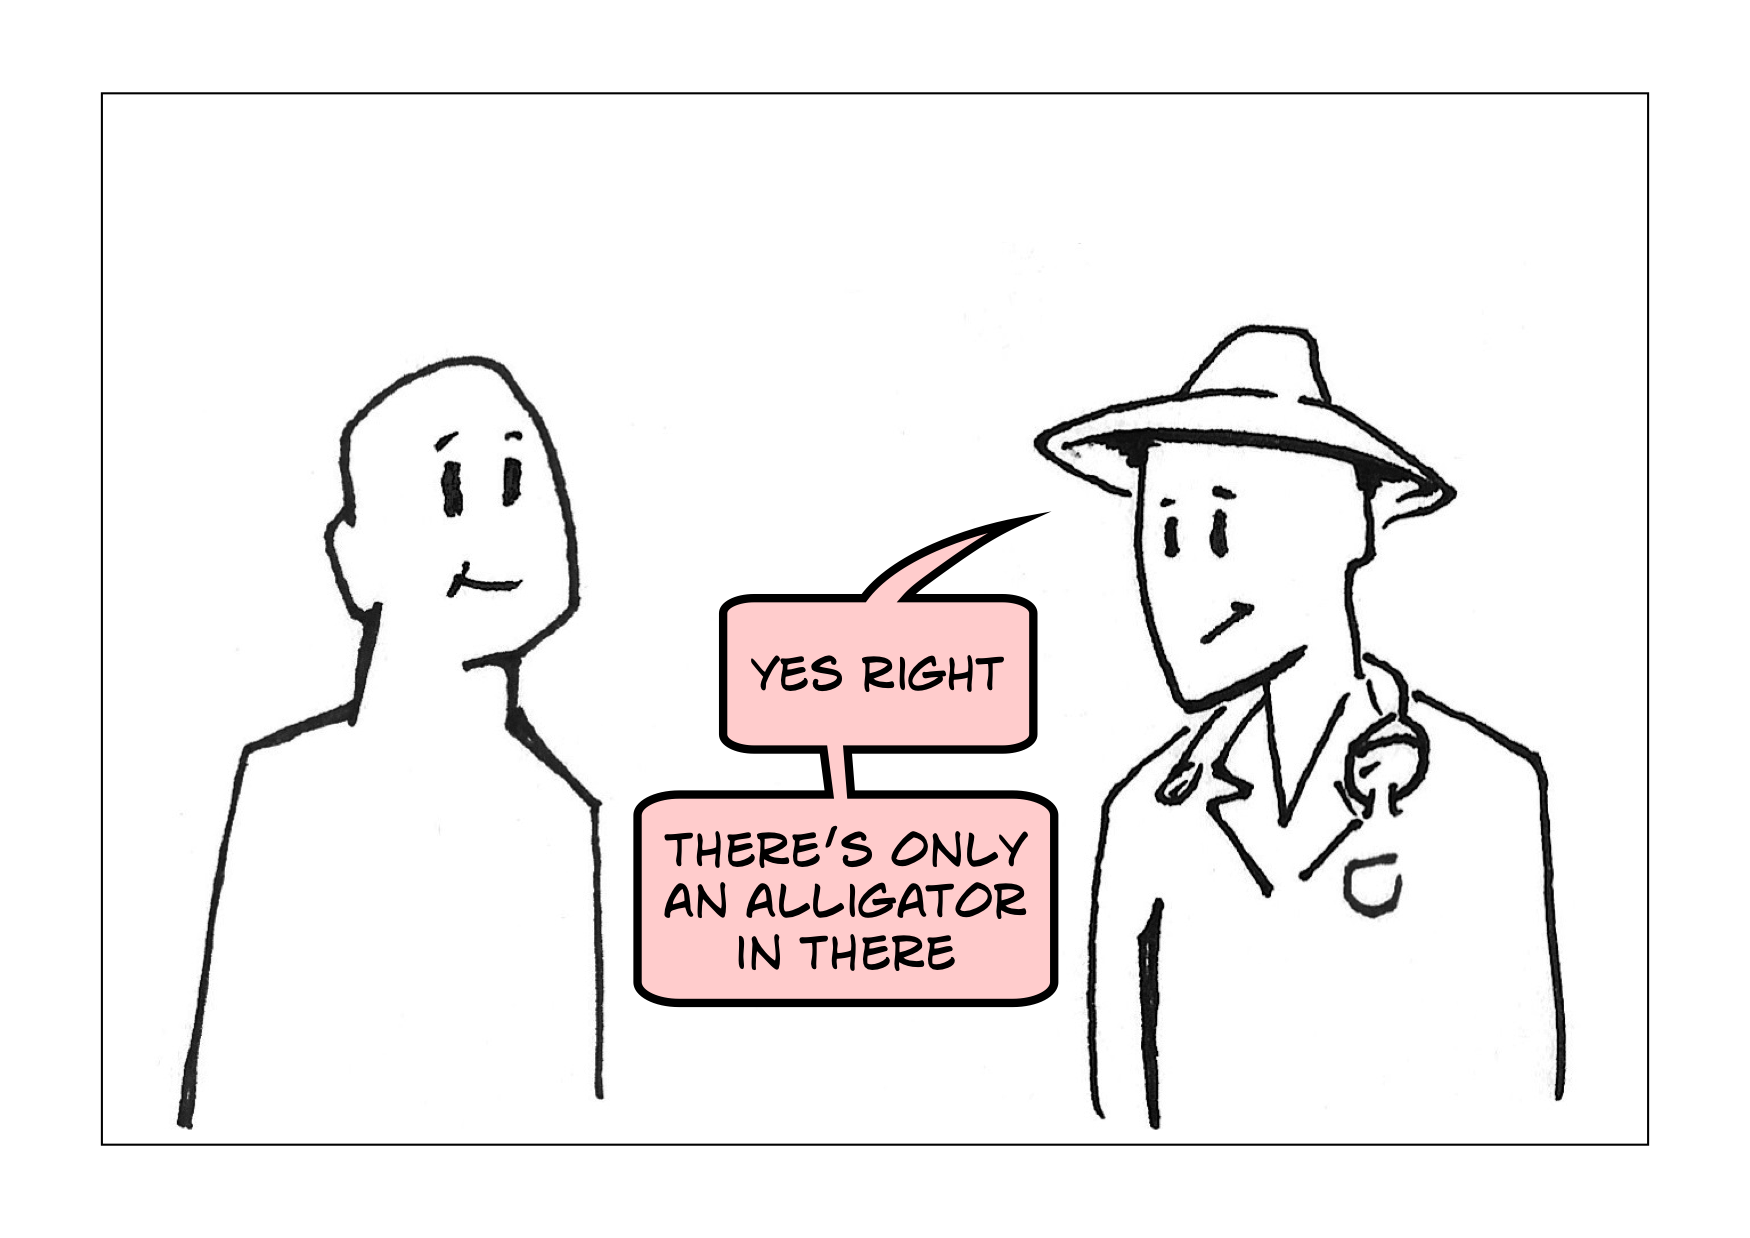 YES RIGHT
THERE'S ONLY
AN ALLIGATOR
IN THERE